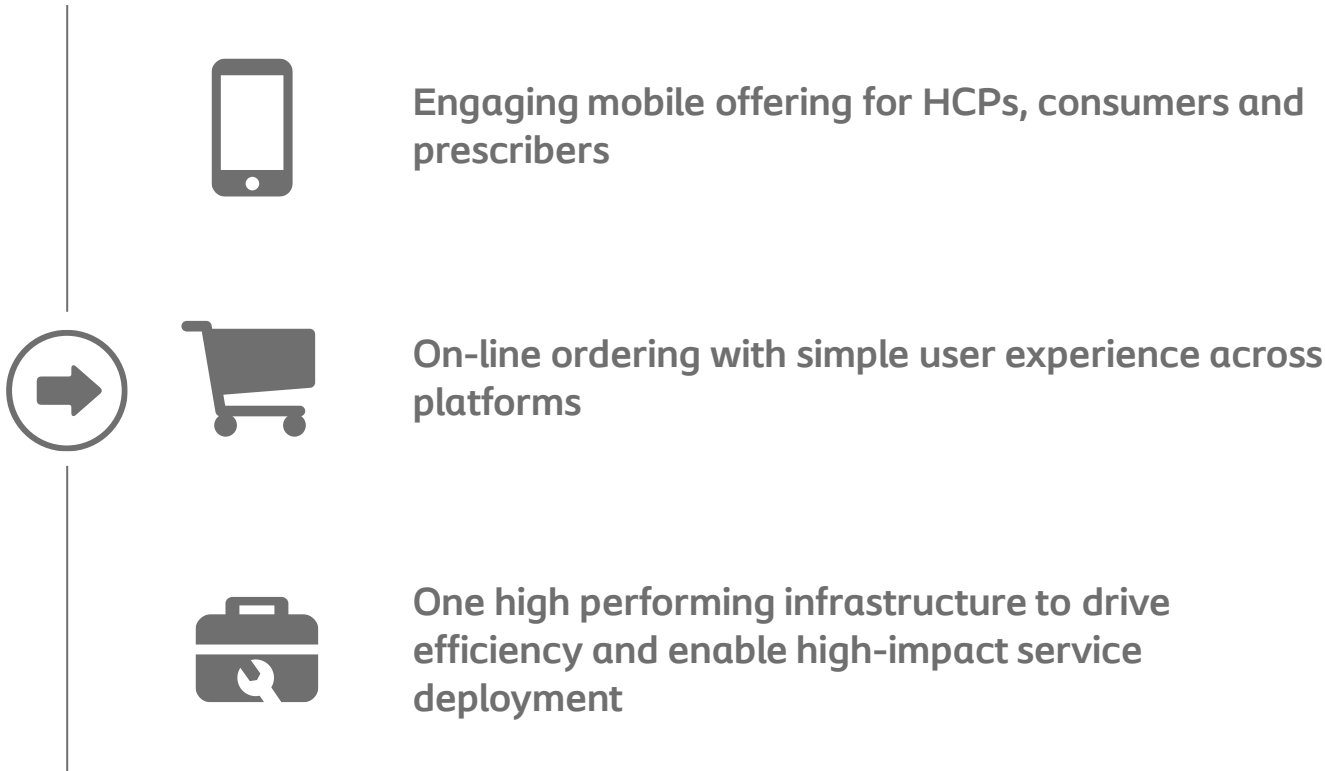 Engaging mobile offering for HCPs, consumers and
prescribers
On-line ordering with simple user experience across
platforms
One high performing infrastructure to drive
efficiency and enable high-impact service
deployment